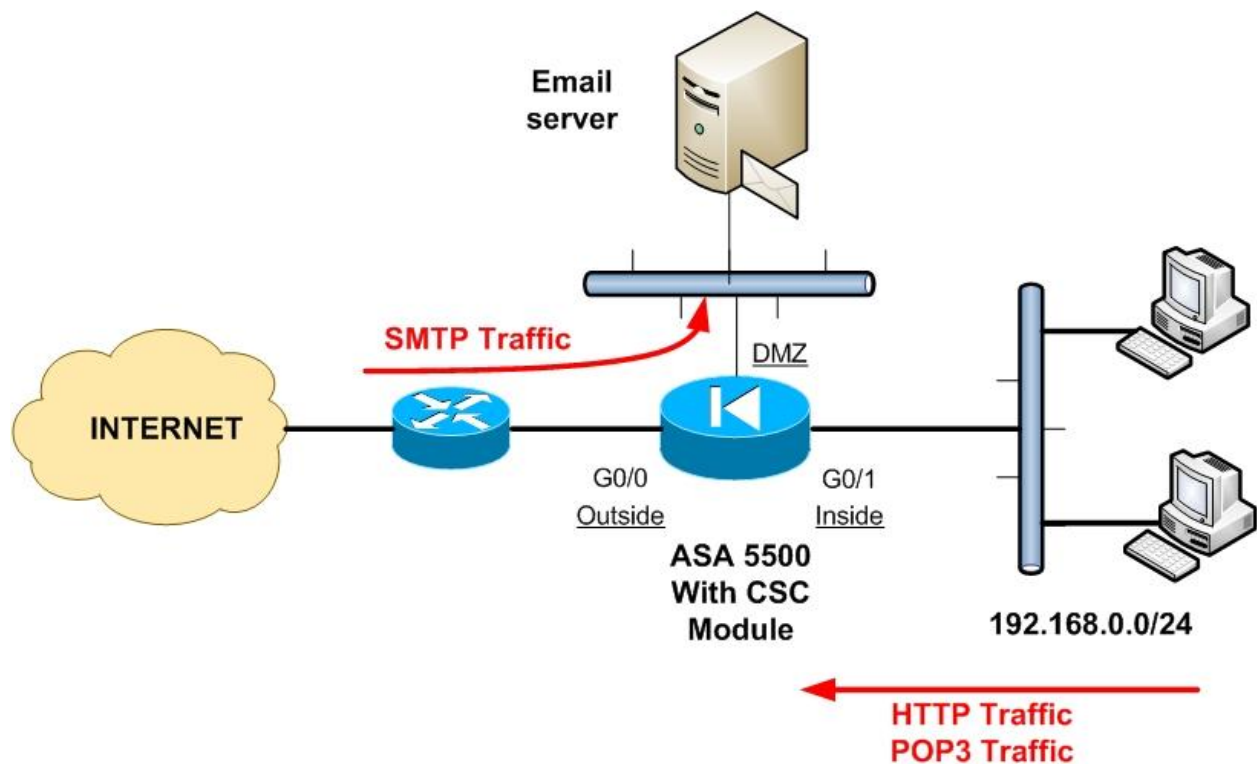 Email
server
SMTP Traffic
DMZ
INTERNET
G0/0
Outside
G0/1
Inside
ASA 5500
With CSC
Module
192.168.0.0/24
HTTP Traffic
POP3 Traffic